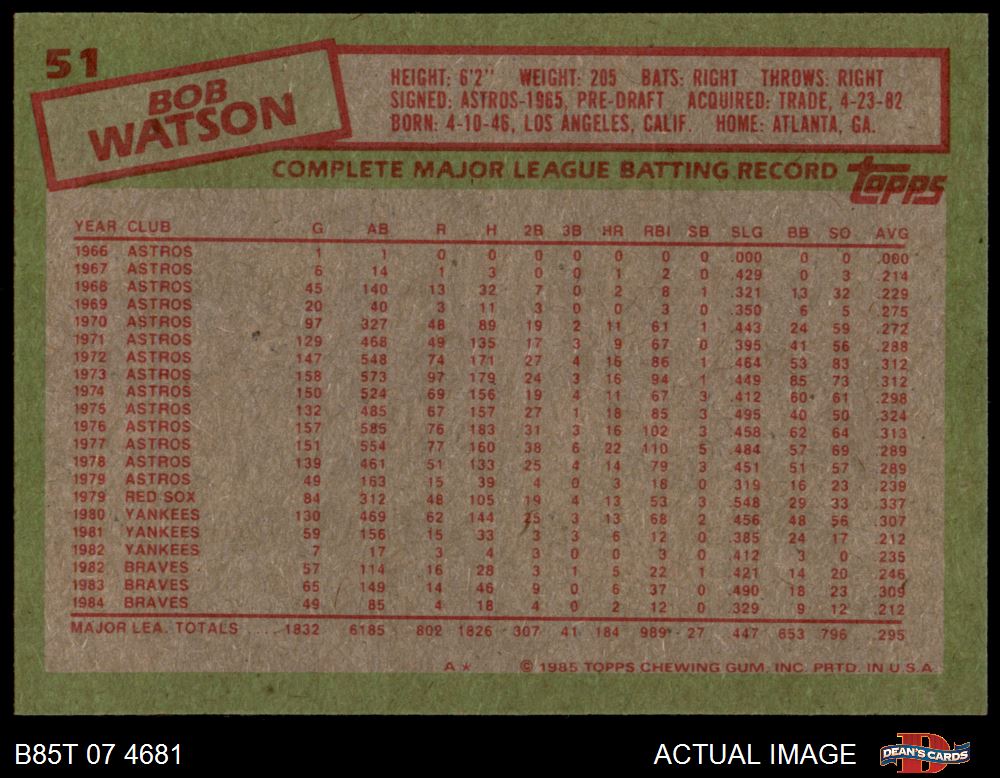 51
BOB
WATSON
HEIGHT: 6'2" WEIGHT: 205 BATS: RIGHT THROWS: RIGHT
SIGNED: ASTROS-1965, PRE-DRAFT ACQUIRED: TRADE, 4-23-82
BORN: 4-10-46, LOS ANGELES, CALIF. HOME: ATLANTA, GA.
COMPLETE MAJOR LEAGUE BATTING RECORD topps
YEAR CLUB G AB R H 2B 3B HR RBI SB SLG BB SO AVG
1966 ASTROS 1 1 0 0 0 0 0 0 0 .000 0 0 .000
1967 ASTROS 6 14 1 3 0 0 1 2 0 .429 0 3 .214
1968 ASTROS 45 140 13 32 7 0 2 8 1 .321 13 32 .229
1969 ASTROS 20 40 3 11 3 0 0 3 0 .350 6 5 .275
1970 ASTROS 97 327 48 89 19 2 11 61 1 .443 24 59 .272
1971 ASTROS 129 468 49 135 17 3 9 67 0 .395 41 56 .288
1972 ASTROS 147 548 74 171 27 4 16 86 1 .464 53 83 .312
1973 ASTROS 158 573 97 179 24 3 16 94 1 .449 85 73 .312
1974 ASTROS 150 524 69 156 19 4 11 67 3 .412 60 61 .298
1975 ASTROS 132 485 67 157 27 1 18 85 3 .495 40 50 .324
1976 ASTROS 157 585 76 183 31 3 16 102 3 .458 62 64 .313
1977 ASTROS 151 554 77 160 38 6 22 110 5 .484 57 69 .289
1978 ASTROS 139 461 51 133 25 4 14 79 3 .451 51 57 .289
1979 ASTROS 49 163 15 39 4 0 3 18 0 .319 16 23 .239
1979 RED SOX 84 312 48 105 19 4 13 53 3 .548 29 33 .337
1980 YANKEES 130 469 62 144 25 3 13 68 2 .456 48 56 .307
1981 YANKEES 59 156 15 33 3 3 6 12 0 .385 24 17 .212
1982 YANKEES 7 17 3 4 3 0 0 3 0 .412 3 0 .235
1982 BRAVES 57 114 16 28 3 1 5 22 1 .421 14 20 .246
1983 BRAVES 65 149 14 46 9 0 6 37 0 .490 18 23 .309
1984 BRAVES 49 85 4 18 4 0 2 12 0 .329 9 12 .212
MAJOR LEA. TOTALS .... 1832 6185 802 1826 307 41 184 989 27 .447 653 796 .295
A* © 1985 TOPPS CHEWING GUM, INC. PRTD. IN U.S.A.
B85T 07 4681 ACTUAL IMAGE DEAN'S CARDS